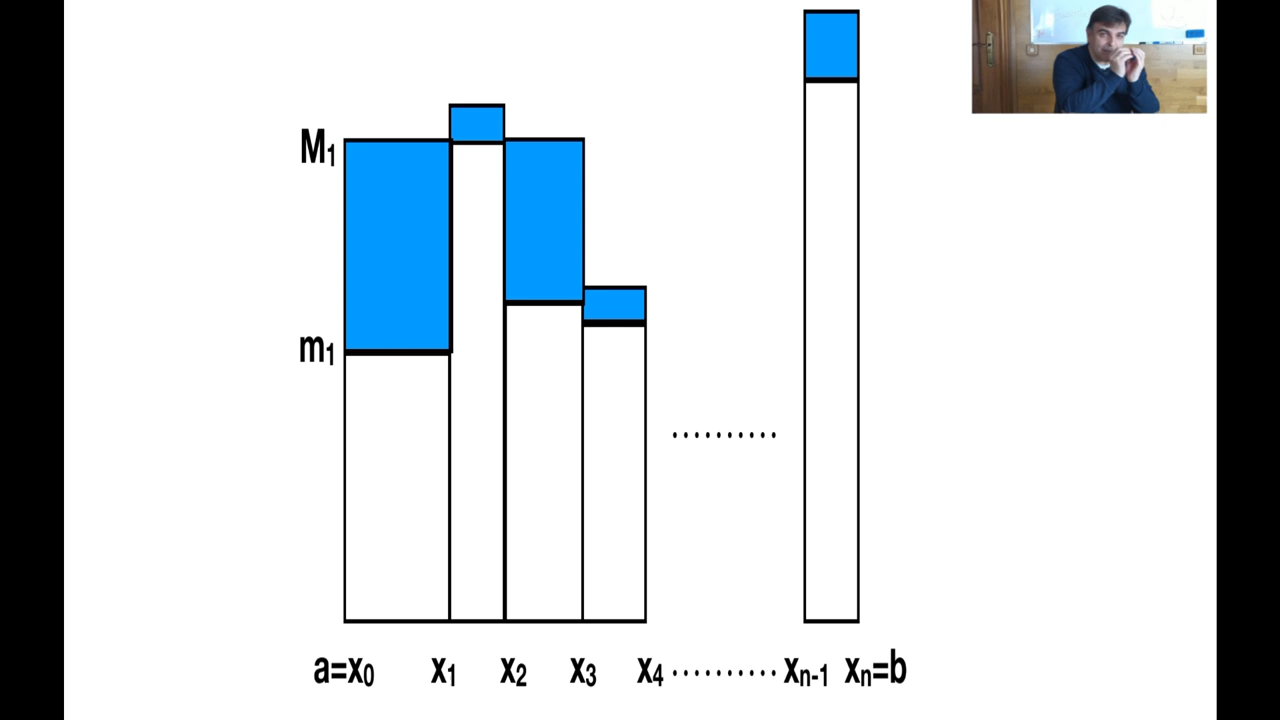 M₁
m₁
..........
a=x₀ x₁ x₂ x₃ x₄ .......... xₙ₋₁ xₙ=b